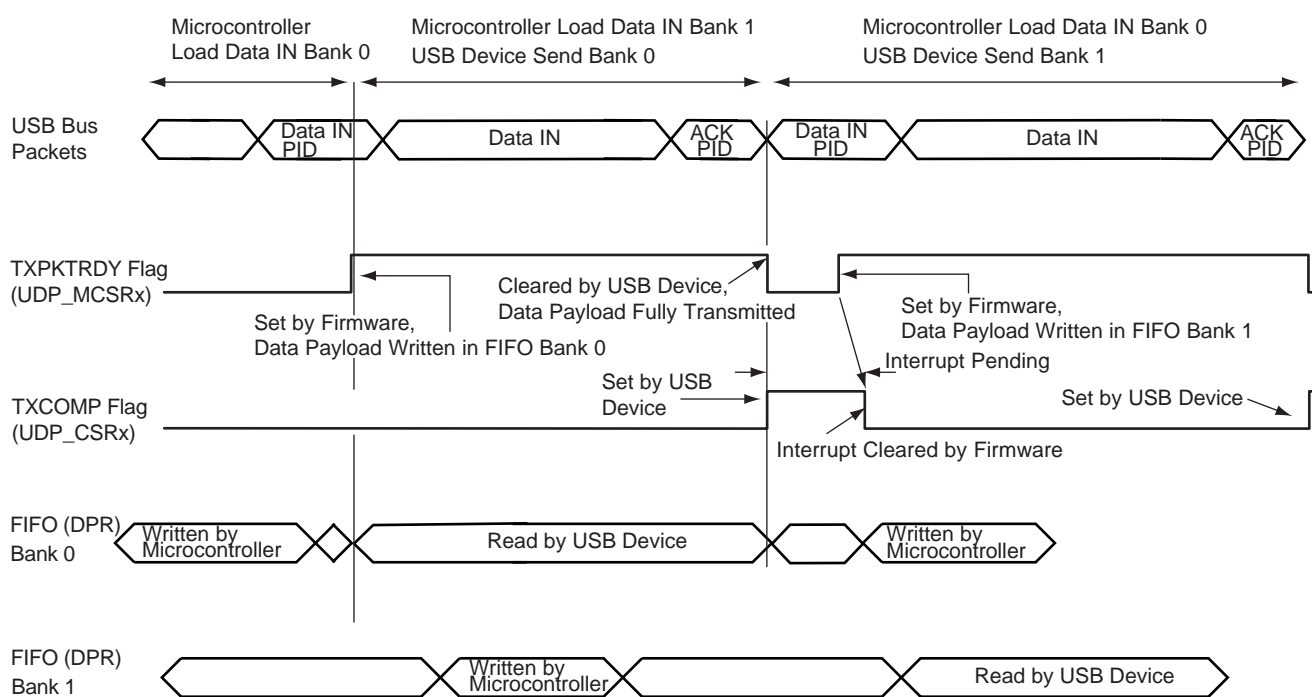 Microcontroller
Load Data IN Bank 0
Microcontroller Load Data IN Bank 1
USB Device Send Bank 0
Microcontroller Load Data IN Bank 0
USB Device Send Bank 1
USB Bus
Packets
Data IN
PID
Data IN
ACK
PID
Data IN
PID
Data IN
ACK
PID
TXPKTRDY Flag
(UDP_MCSRx)
Set by Firmware,
Data Payload Written in FIFO Bank 0
Cleared by USB Device,
Data Payload Fully Transmitted
Set by Firmware,
Data Payload Written in FIFO Bank 1
Interrupt Pending
TXCOMP Flag
(UDP_CSRx)
Set by USB
Device
Set by USB Device
Interrupt Cleared by Firmware
FIFO (DPR)
Bank 0
Written by
Microcontroller
Read by USB Device
Written by
Microcontroller
FIFO (DPR)
Bank 1
Written by
Microcontroller
Read by USB Device